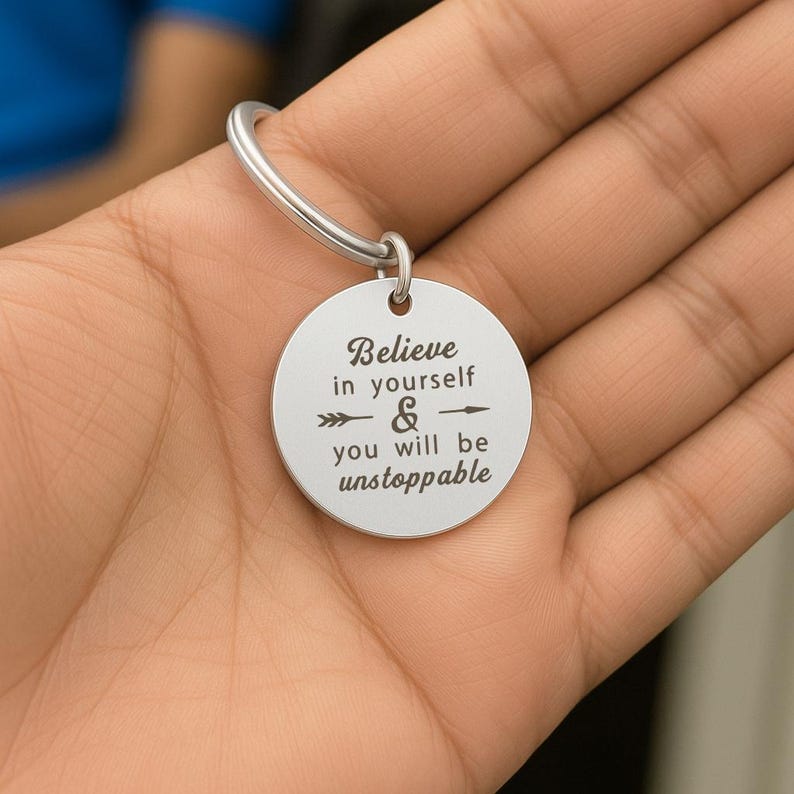 Believe
in yourself
&
you will be
unstoppable